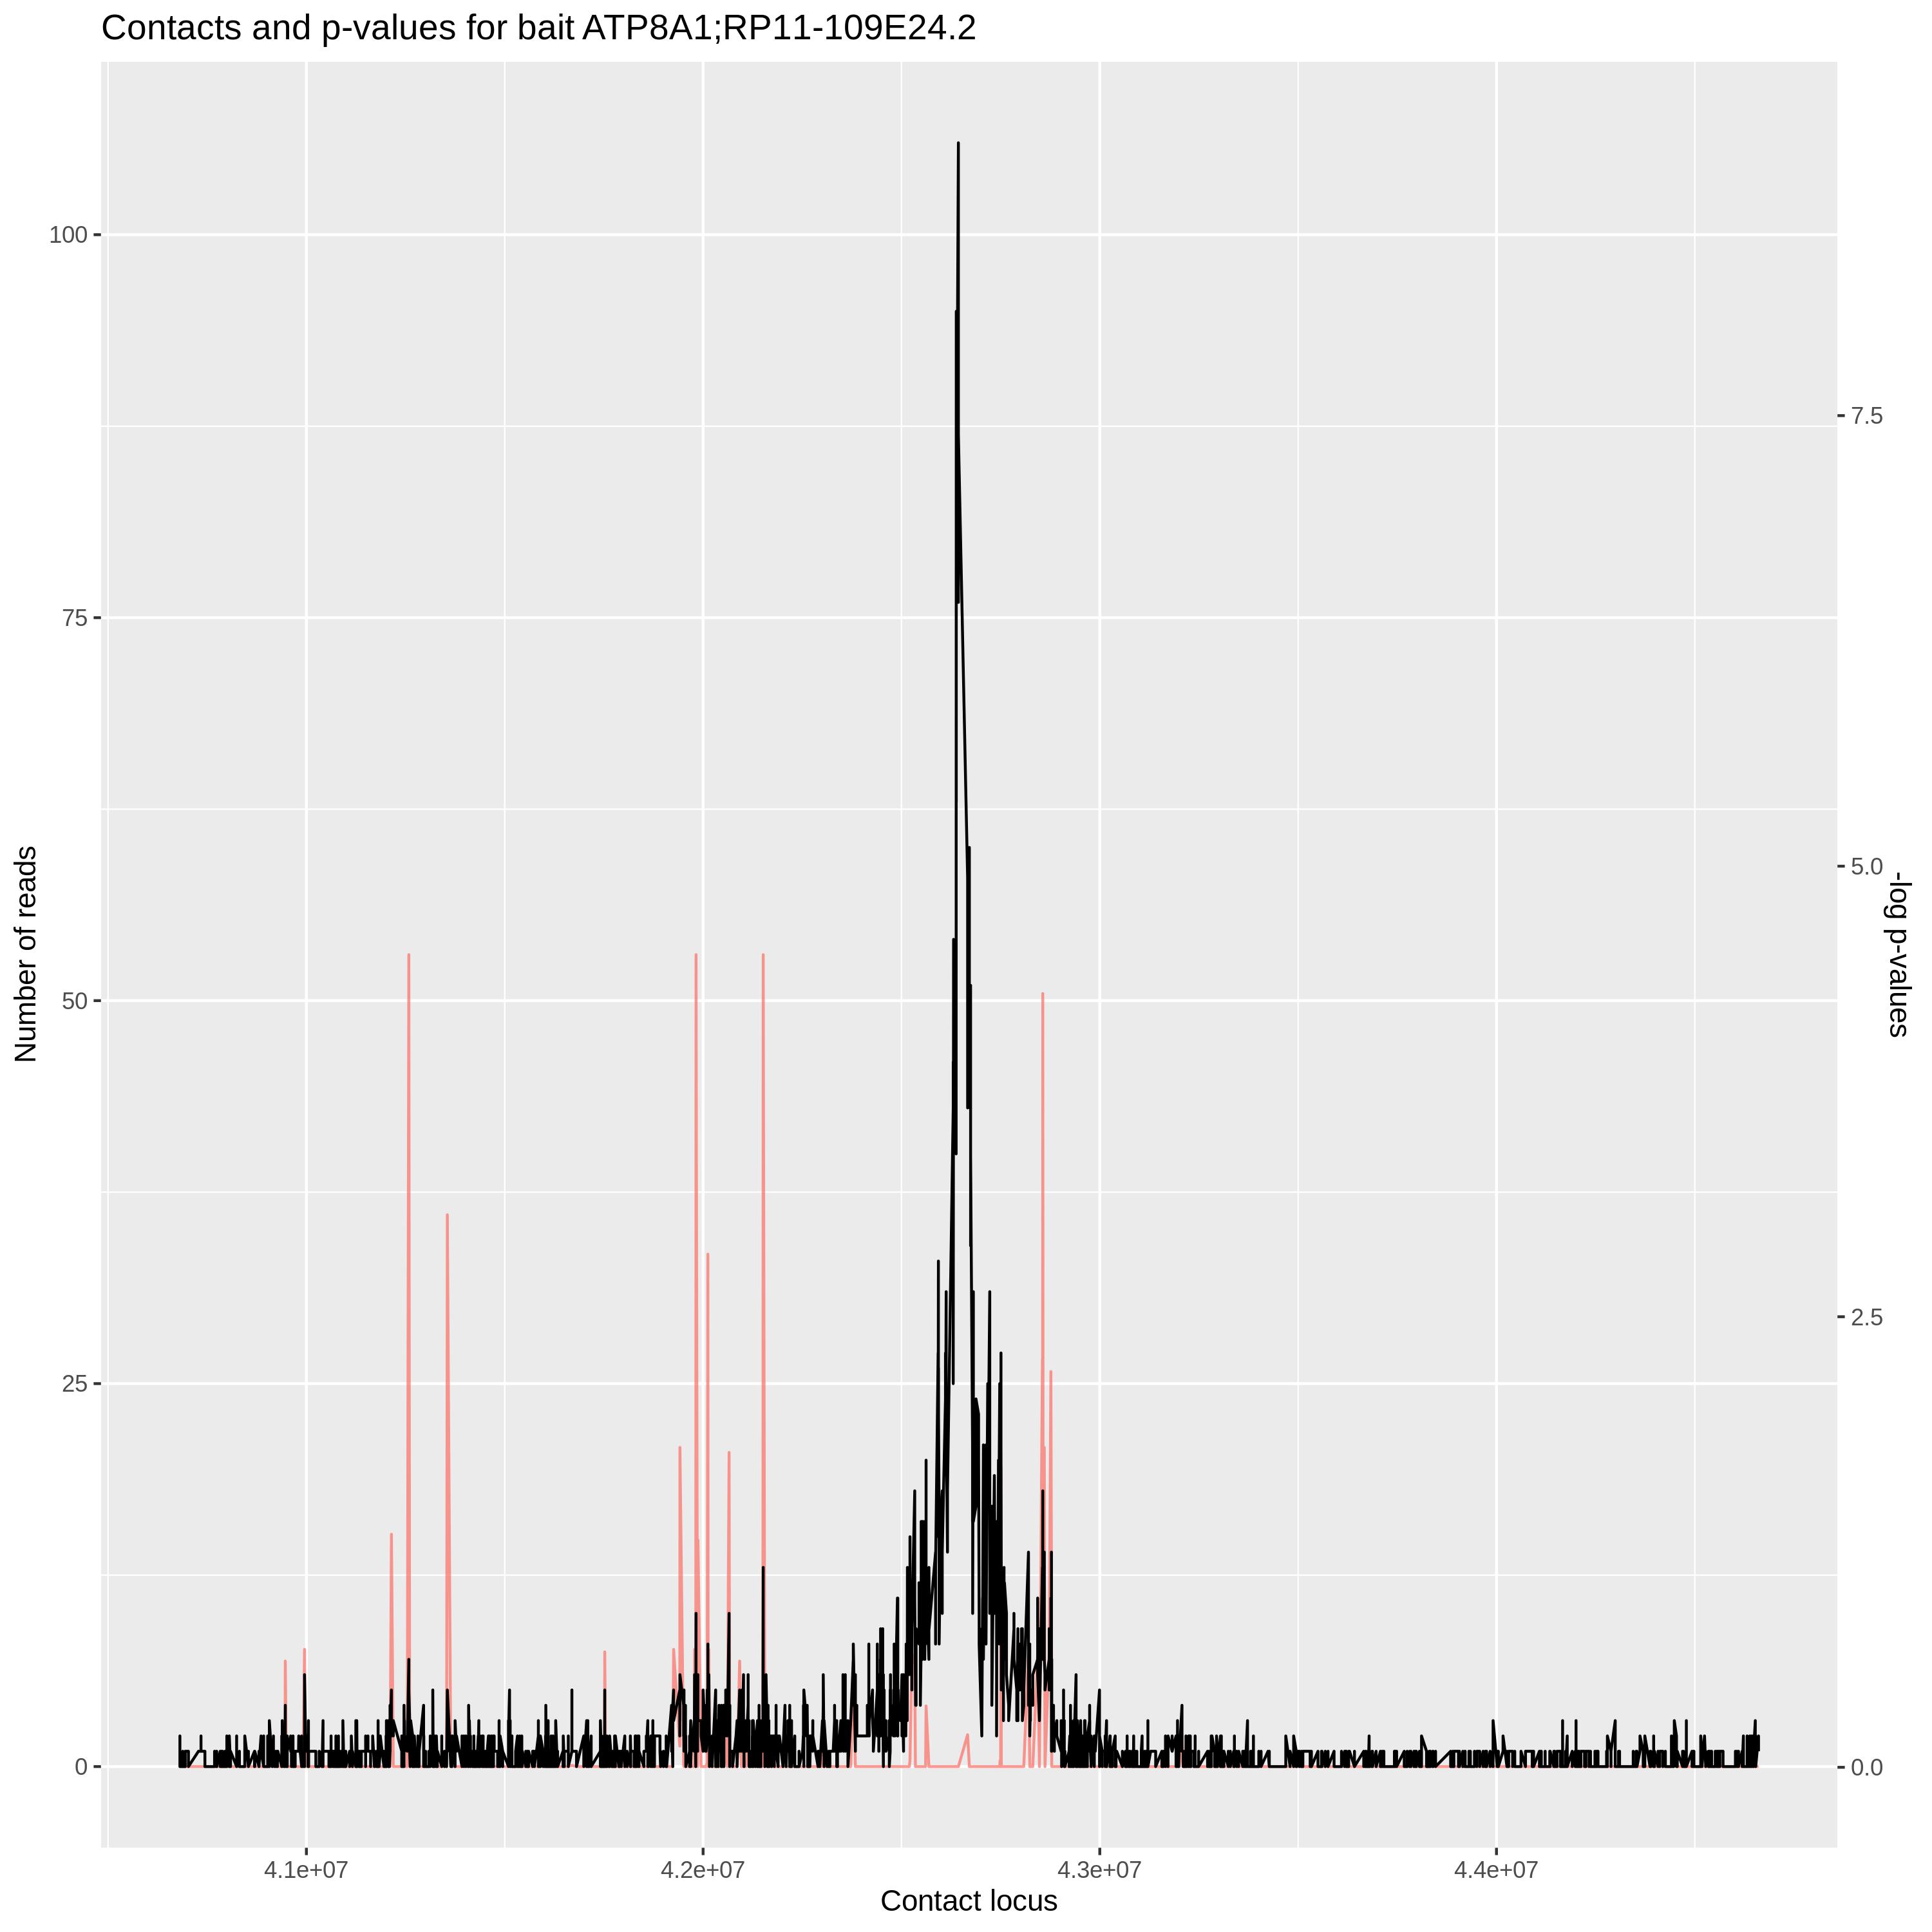 Contacts and p-values for bait ATP8A1;RP11-109E24.2
100
75
50
25
0
Number of reads
7.5
5.0
2.5
0.0
-log p-values
4.1e+07
4.2e+07
4.3e+07
4.4e+07
Contact locus